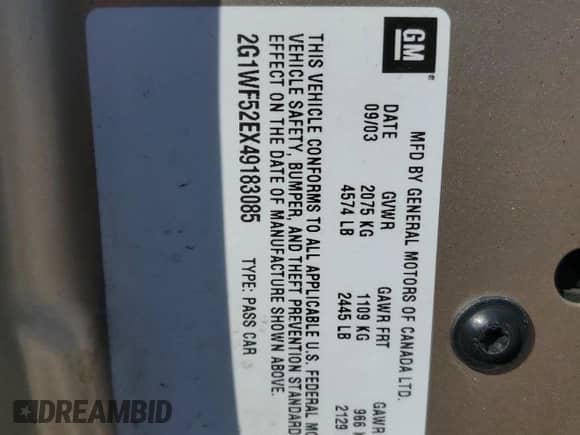 GM
®
MFD BY GENERAL MOTORS OF CANADA LTD.
DATE GVWR GAWR FRT GAWR
09/03 2075 KG 1109 KG 966
4574 LB 2445 LB 2129
THIS VEHICLE CONFORMS TO ALL APPLICABLE U.S. FEDERAL
VEHICLE SAFETY, BUMPER, AND THEFT PREVENTION STANDARD
EFFECT ON THE DATE OF MANUFACTURE SHOWN ABOVE.
2G1WF52EX49183085 TYPE: PASS CAR
DREAMBID